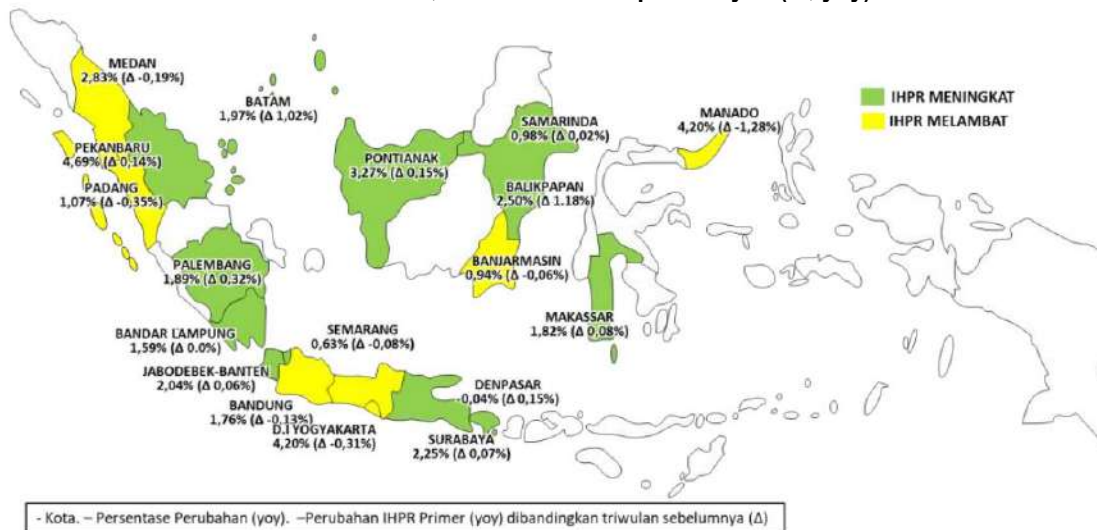 MEDAN
2,83% (Δ -0,19%)
BATAM
1,97% (Δ 1,02%)
SAMARINDA
0,98% (Δ 0,02%)
MANADO
4,20% (Δ -1,28%)
IHPR MENINGKAT
IHPR MELAMBAT
PEKANBARU
4,69% (Δ 0,14%)
PONTIANAK
3,27% (Δ 0,15%)
PADANG
1,07% (Δ -0,35%)
BALIKPAPAN
2,50% (Δ 1.18%)
PALEMBANG
1,89% (Δ 0,32%)
BANJARMASIN
0,94% (Δ -0,06%)
MAKASSAR
1,82% (Δ 0,08%)
BANDAR LAMPUNG
1,59% (Δ 0.0%)
SEMARANG
0,63% (Δ -0,08%)
JABODEBEK-BANTEN
2,04% (Δ 0,06%)
DENPASAR
-0,04% (Δ 0,15%)
BANDUNG
1,76% (Δ -0,13%)
D.I YOGYAKARTA
4,20% (Δ -0,31%)
SURABAYA
2,25% (Δ 0,07%)
- Kota. – Persentase Perubahan (yoy). –Perubahan IHPR Primer (yoy) dibandingkan triwulan sebelumnya (Δ)